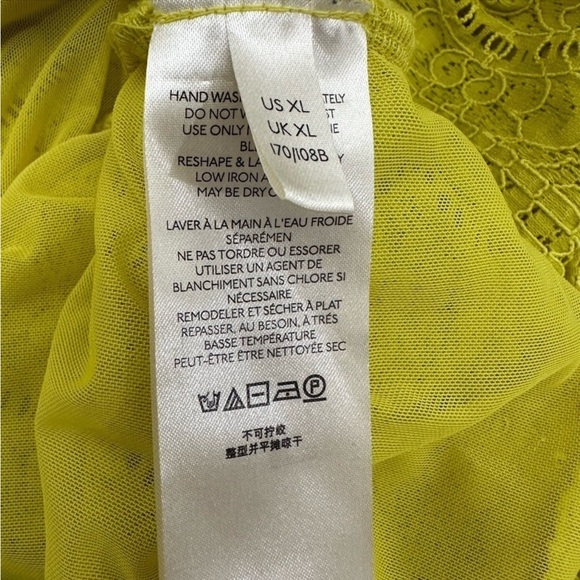 HAND WAS
TELY
DO NOT
ST
USE ONLY
BL
RESHAPE & LA
Y
LOW IRON A
MAY BE DRY C
US XL
UK XL
170/108B
LAVER À LA MAIN À L'EAU FROIDE
SÉPARÉMEN
NE PAS TORDRE OU ESSORER
UTILISER UN AGENT DE
BLANCHIMENT SANS CHLORE SI
NÉCESSAIRE
REMODELER ET SÉCHER À PLAT
REPASSER, AU BESOIN, À TRÉS
BASSE TEMPÉRATURE
PEUT-ÊTRE ÊTRE NETTOYÉE SEC
P
不可拧绞
整型并平摊晾干